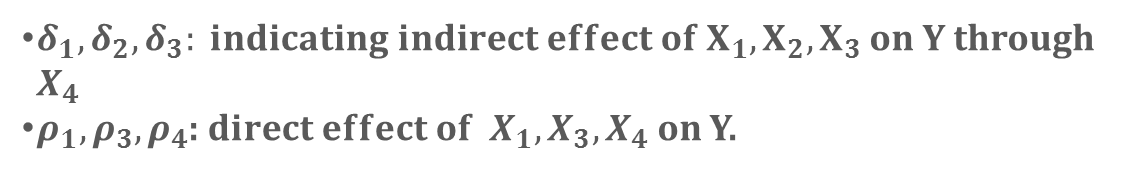 •δ₁, δ₂, δ₃: indicating indirect effect of X₁, X₂, X₃ on Y through
X₄
•ρ₁, ρ₃, ρ₄: direct effect of X₁, X₃, X₄ on Y.